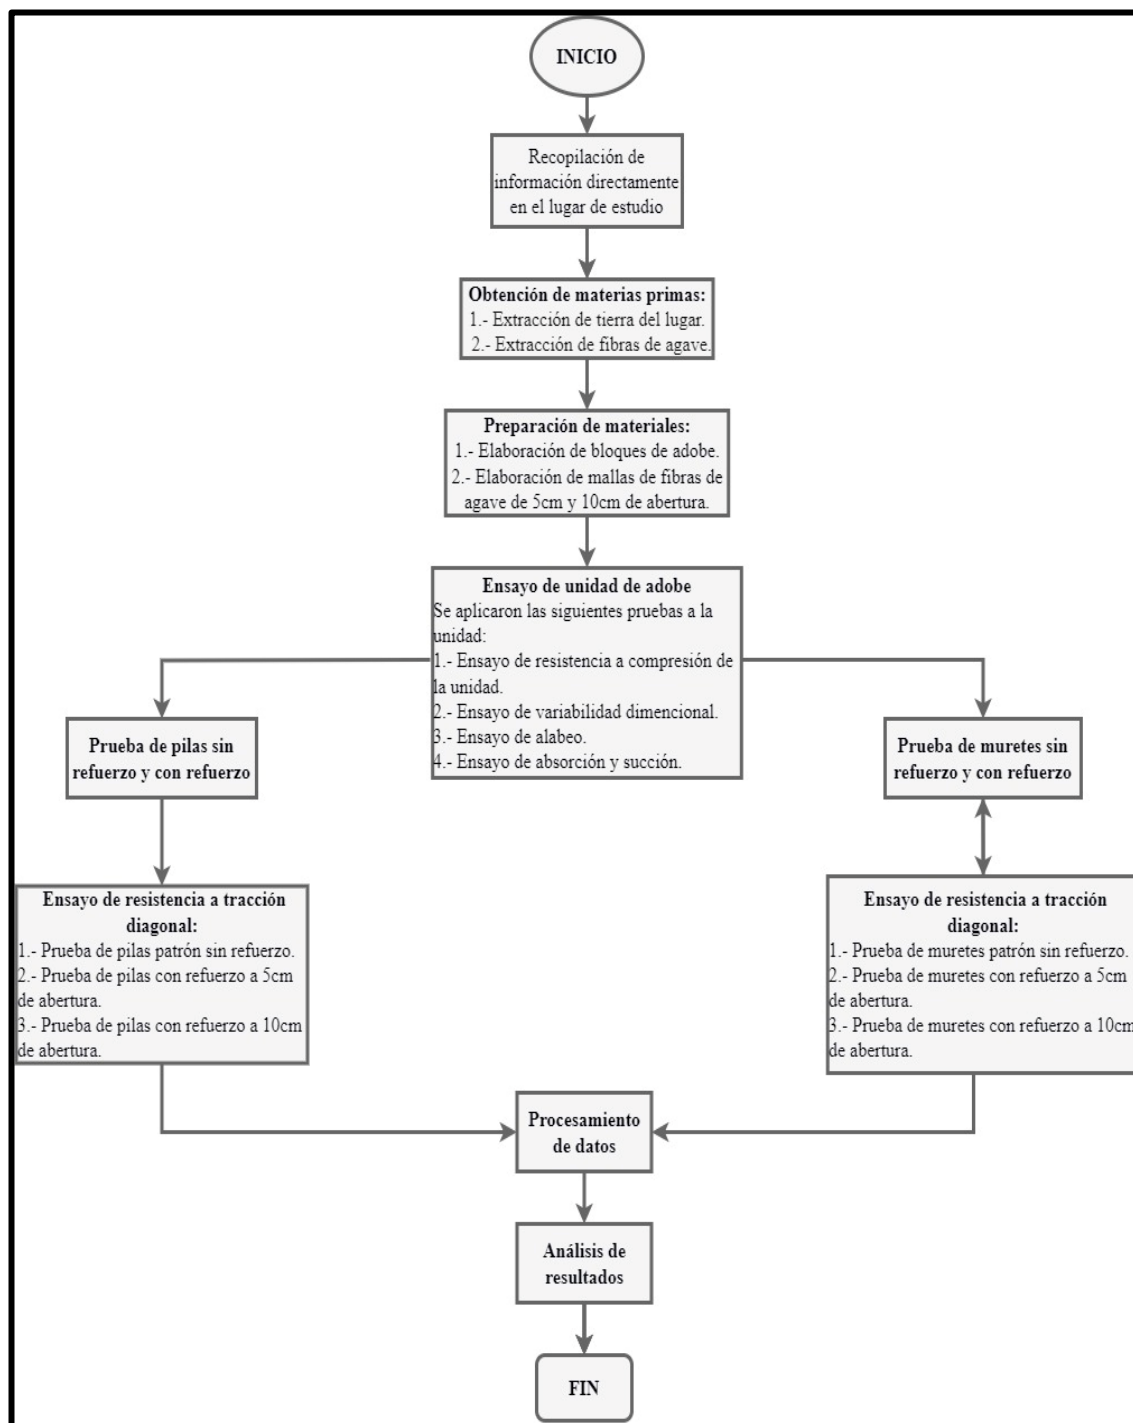 INICIO
Recopilación de
información directamente
en el lugar de estudio
Obtención de materias primas:
1.- Extracción de tierra del lugar.
2.- Extracción de fibras de agave.
Preparación de materiales:
1.- Elaboración de bloques de adobe.
2.- Elaboración de mallas de fibras de
agave de 5cm y 10cm de abertura.
Ensayo de unidad de adobe
Se aplicaron las siguientes pruebas a la
unidad:
1.- Ensayo de resistencia a compresión de
la unidad.
2.- Ensayo de variabilidad dimencional.
3.- Ensayo de alabeo.
4.- Ensayo de absorción y succión.
Prueba de pilas sin
refuerzo y con refuerzo
Prueba de muretes sin
refuerzo y con refuerzo
Ensayo de resistencia a tracción
diagonal:
1.- Prueba de pilas patrón sin refuerzo.
2.- Prueba de pilas con refuerzo a 5cm
de abertura.
3.- Prueba de pilas con refuerzo a 10cm
de abertura.
Ensayo de resistencia a tracción
diagonal:
1.- Prueba de muretes patrón sin refuerzo.
2.- Prueba de muretes con refuerzo a 5cm
de abertura.
3.- Prueba de muretes con refuerzo a 10cm
de abertura.
Procesamiento
de datos
Análisis de
resultados
FIN